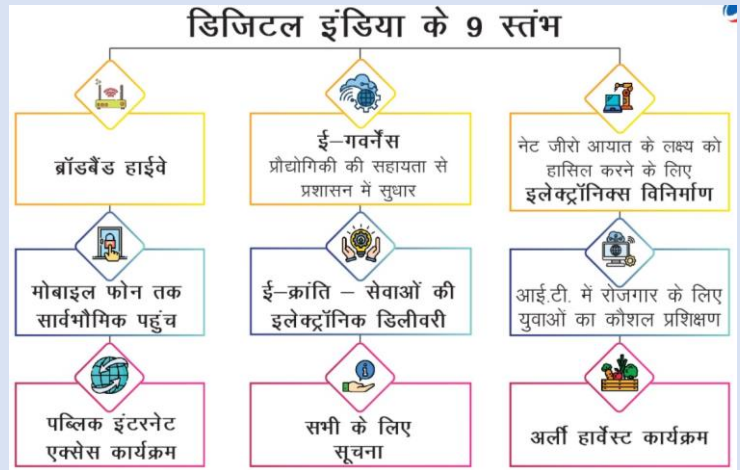 डिजिटल इंडिया के 9 स्तंभ
ब्रॉडबैंड हाईवे
ई–गवर्नेंस
प्रौद्योगिकी की सहायता से
प्रशासन में सुधार
नेट जीरो आयात के लक्ष्य को
हासिल करने के लिए
इलेक्ट्रॉनिक्स विनिर्माण
मोबाइल फोन तक
सार्वभौमिक पहुंच
ई–क्रांति – सेवाओं की
इलेक्ट्रॉनिक डिलीवरी
आई.टी. में रोजगार के लिए
युवाओं का कौशल प्रशिक्षण
पब्लिक इंटरनेट
एक्सेस कार्यक्रम
सभी के लिए
सूचना
अर्ली हार्वेस्ट कार्यक्रम